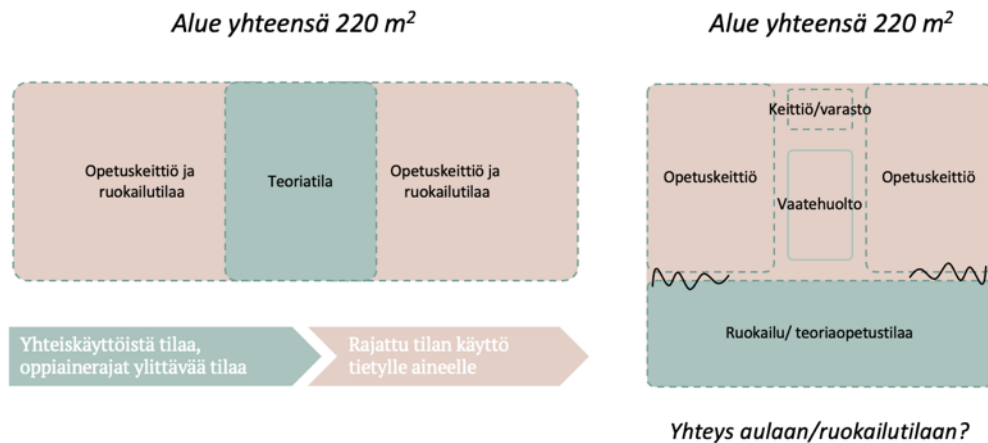 Alue yhteensä 220 m²
Opetuskeittiö ja
ruokailutilaa
Teoriatila
Opetuskeittiö ja
ruokailutilaa
Yhteiskäyttöistä tilaa,
oppiainerajat ylittävää tilaa
Rajattu tilan käyttö
tietylle aineelle
Alue yhteensä 220 m²
Keittiö/varasto
Opetuskeittiö
Vaatehuolto
Opetuskeittiö
Ruokailu/ teoriaopetustilaa
Yhteys aulaan/ruokailutilaan?